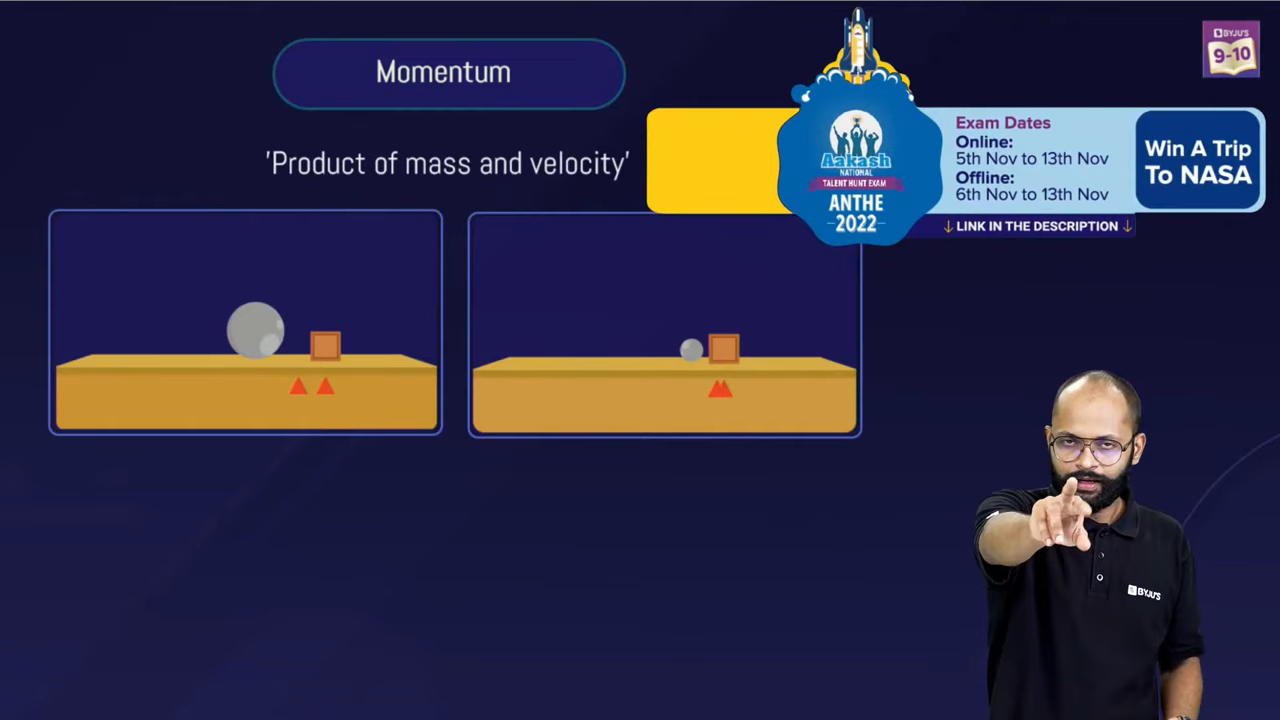 Momentum
'Product of mass and velocity'
BYJU'S
9-10
Aakash
NATIONAL
TALENT HUNT EXAM
ANTHE
2022
Exam Dates
Online:
5th Nov to 13th Nov
Offline:
6th Nov to 13th Nov
Win A Trip
To NASA
↓ LINK IN THE DESCRIPTION ↓
BYJU'S